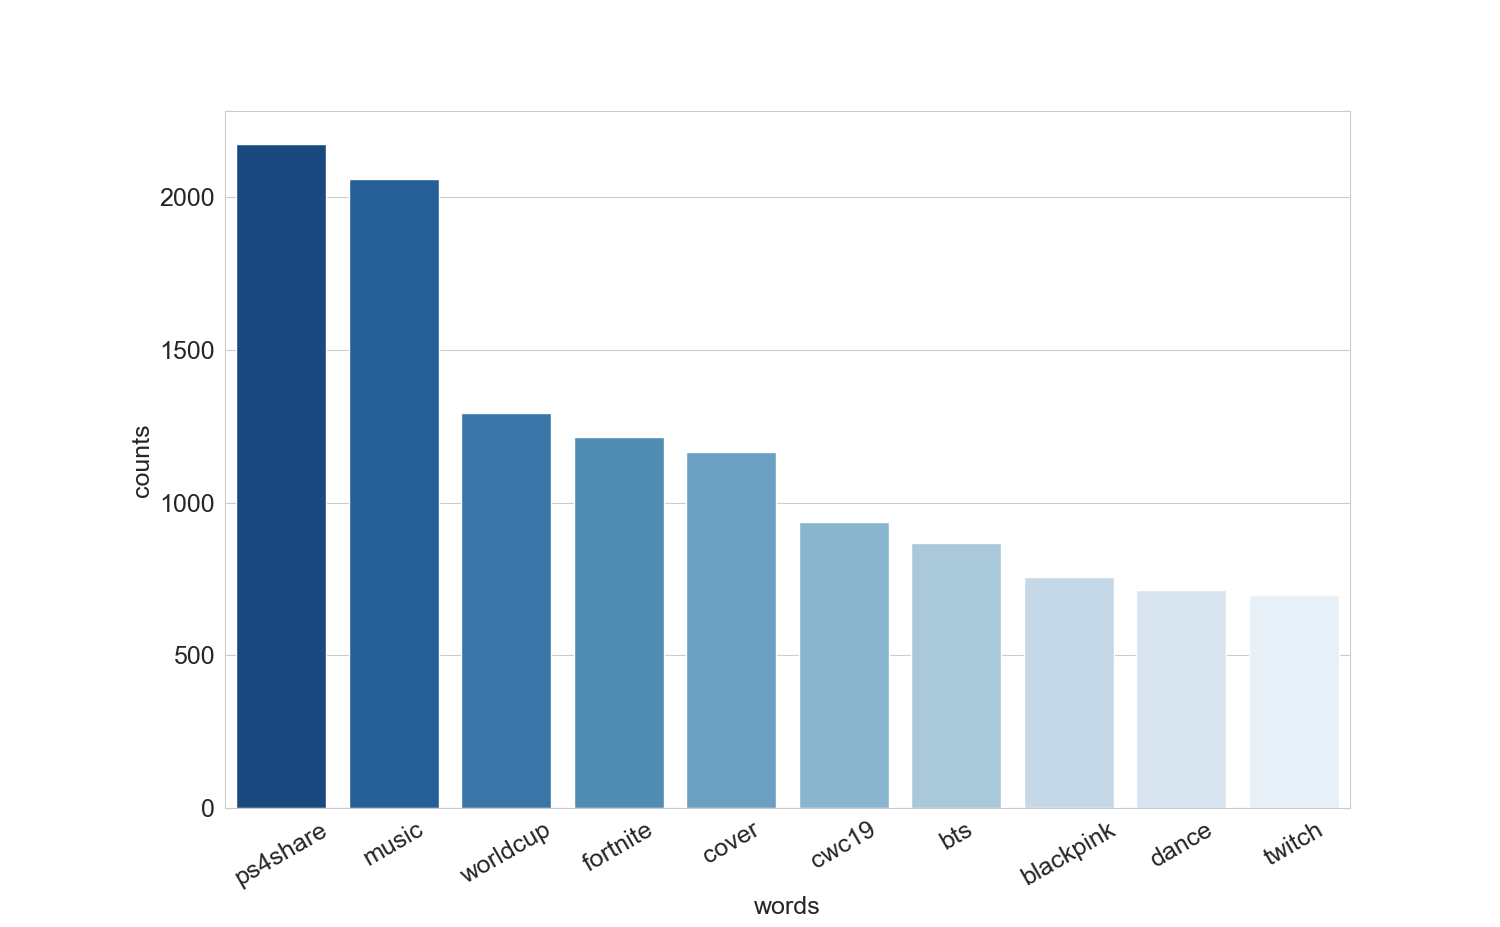 2000
1500
1000
500
0
counts
ps4share
music
worldcup
fortnite
cover
cwc19
bts
blackpink
dance
twitch
words